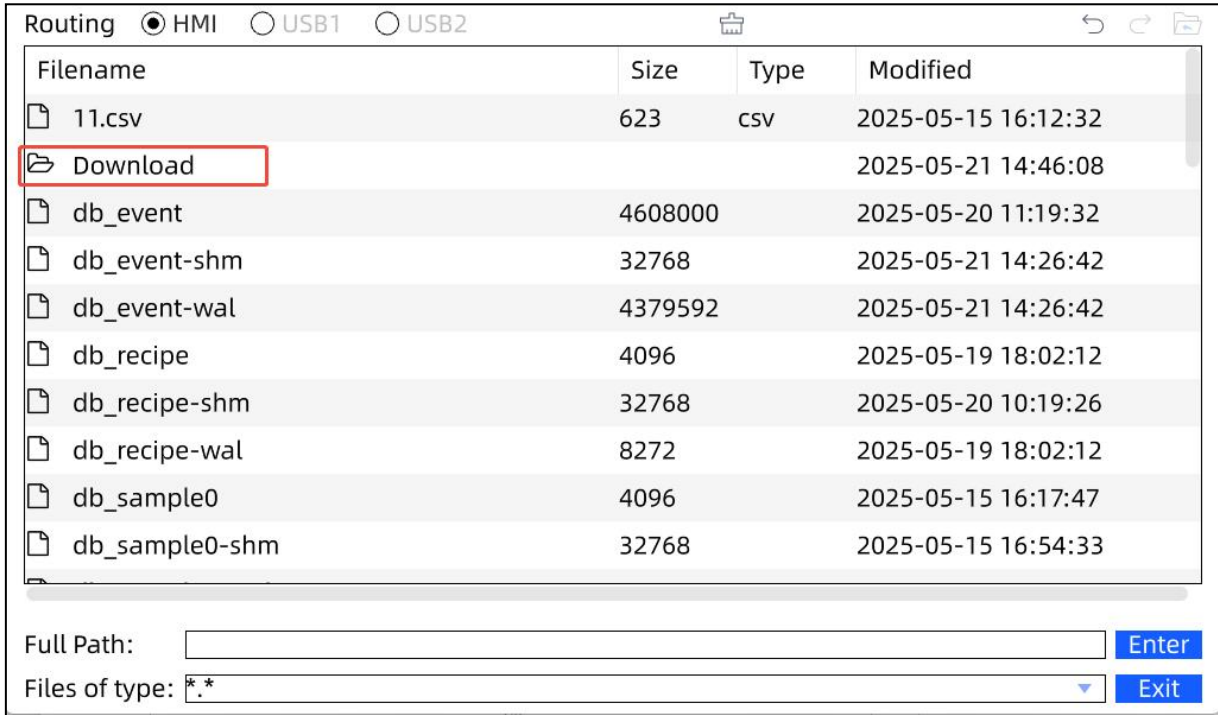 Routing HMI USB1 USB2
Filename Size Type Modified
11.csv 623 csv 2025-05-15 16:12:32
Download 2025-05-21 14:46:08
db_event 4608000 2025-05-20 11:19:32
db_event-shm 32768 2025-05-21 14:26:42
db_event-wal 4379592 2025-05-21 14:26:42
db_recipe 4096 2025-05-19 18:02:12
db_recipe-shm 32768 2025-05-20 10:19:26
db_recipe-wal 8272 2025-05-19 18:02:12
db_sample0 4096 2025-05-15 16:17:47
db_sample0-shm 32768 2025-05-15 16:54:33
Full Path: Enter
Files of type: *.* Exit